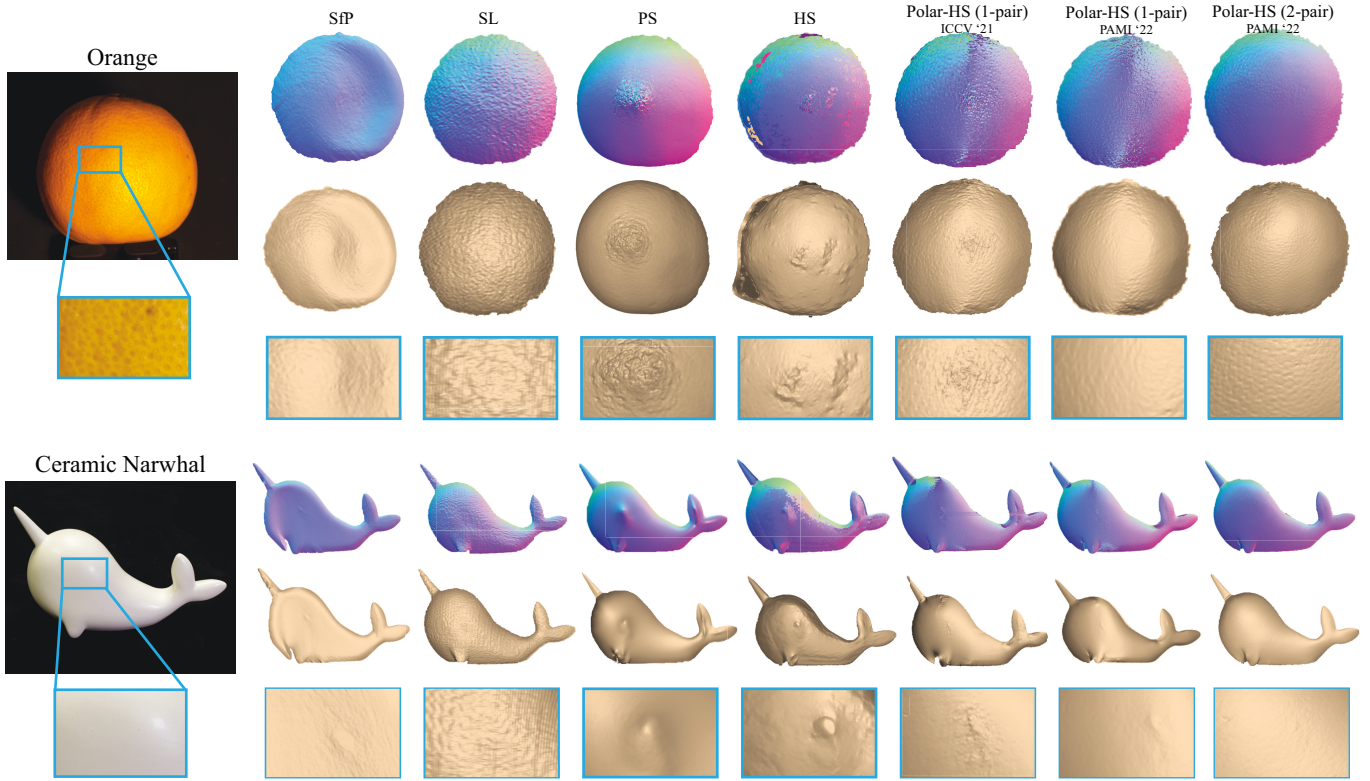 SfP
SL
PS
HS
Polar-HS (1-pair)
ICCV ‘21
Polar-HS (1-pair)
PAMI ‘22
Polar-HS (2-pair)
PAMI ‘22
Orange
Ceramic Narwhal